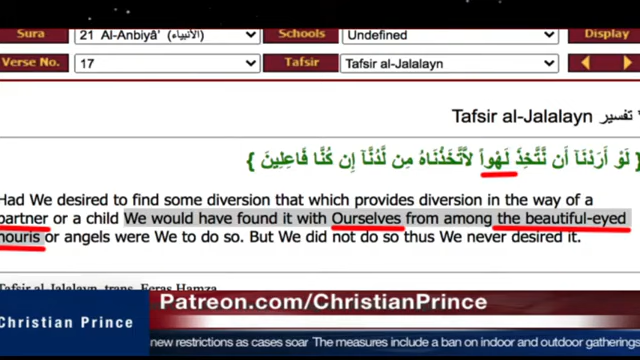 Sura 21 Al-Anbiyâ' (الأنبياء) Schools Undefined Display
Verse No. 17 Tafsir Tafsir al-Jalalayn
Tafsir al-Jalalayn تفسير *
{ لَوْ أَرَدْنَآ أَن نَّتَّخِذَ لَهْواً لاَّتَّخَذْنَاهُ مِن لَّدُنَّآ إِن كُنَّا فَاعِلِينَ }
Had We desired to find some diversion that which provides diversion in the way of a
partner or a child We would have found it with Ourselves from among the beautiful-eyed
houris or angels were We to do so. But We did not do so thus We never desired it.
Tafsir al-Jalalayn, trans. Feras Hamza
Patreon.com/ChristianPrince
Christian Prince
new restrictions as cases soar The measures include a ban on indoor and outdoor gatherings